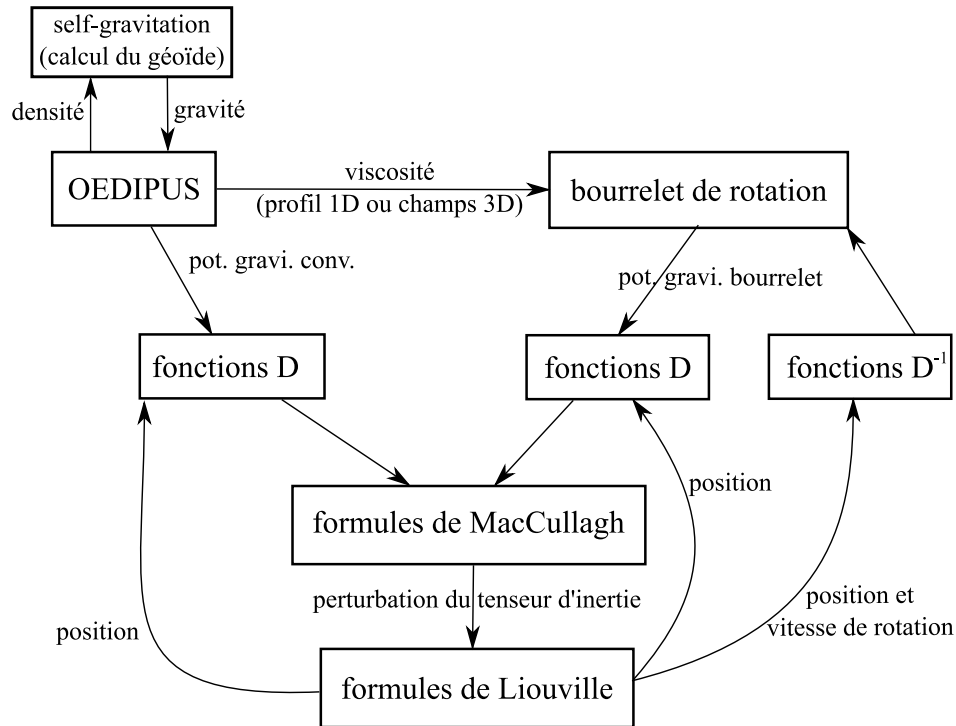 self-gravitation
(calcul du géoïde)
densité
gravité
OEDIPUS
viscosité
(profil 1D ou champs 3D)
bourrelet de rotation
pot. gravi. conv.
pot. gravi. bourrelet
fonctions D
fonctions D
fonctions D⁻¹
position
formules de MacCullagh
perturbation du tenseur d'inertie
position
position et
vitesse de rotation
formules de Liouville